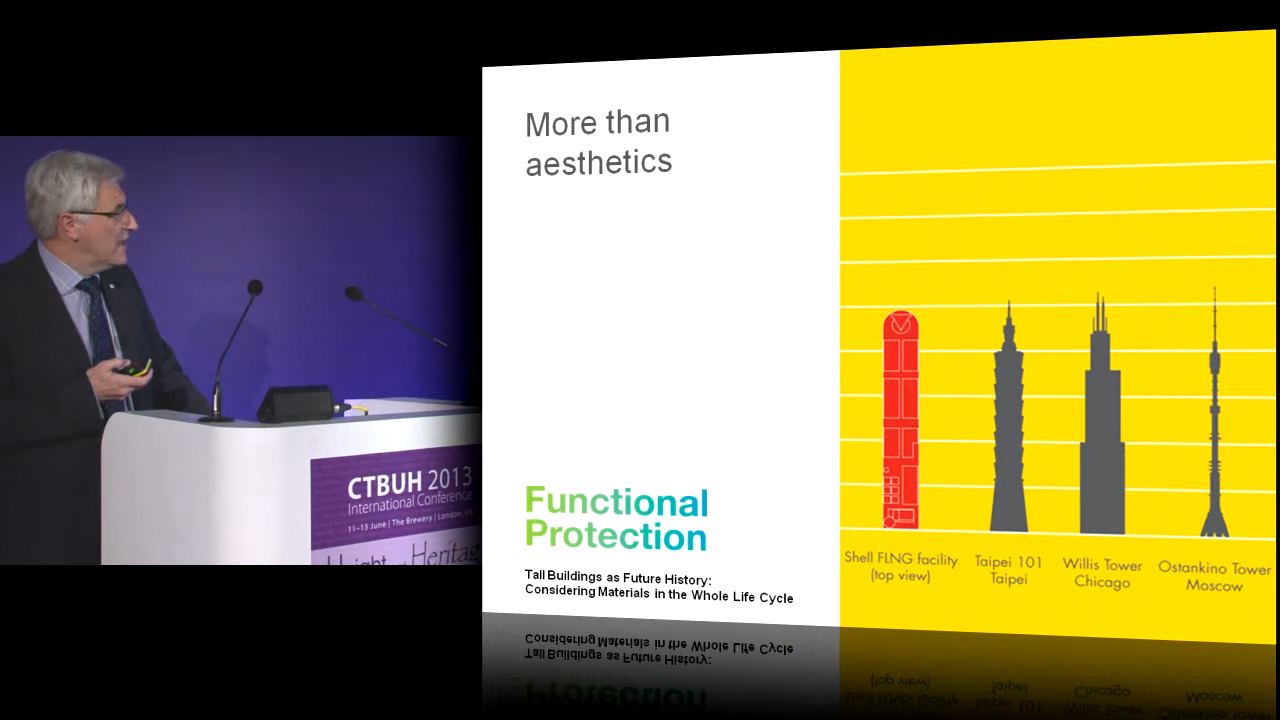 More than
aesthetics
Functional
Protection
Tall Buildings as Future History:
Considering Materials in the Whole Life Cycle
Shell FLNG facility
(top view)
Taipei 101
Taipei
Willis Tower
Chicago
Ostankino Tower
Moscow
CTBUH 2013
International Conference
11–13 June | The Brewery | London, UK
Height
Heritage